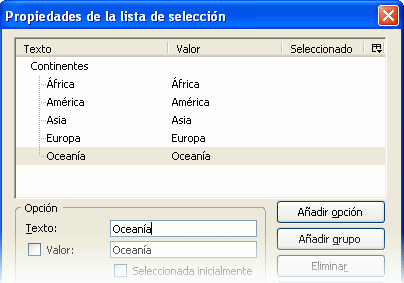 Propiedades de la lista de selección
Texto Valor Seleccionado
Continentes
África África
América América
Asia Asia
Europa Europa
Oceanía Oceanía
Opción
Texto: Oceanía
Valor: Oceanía
Seleccionada inicialmente
Añadir opción
Añadir grupo
Eliminar